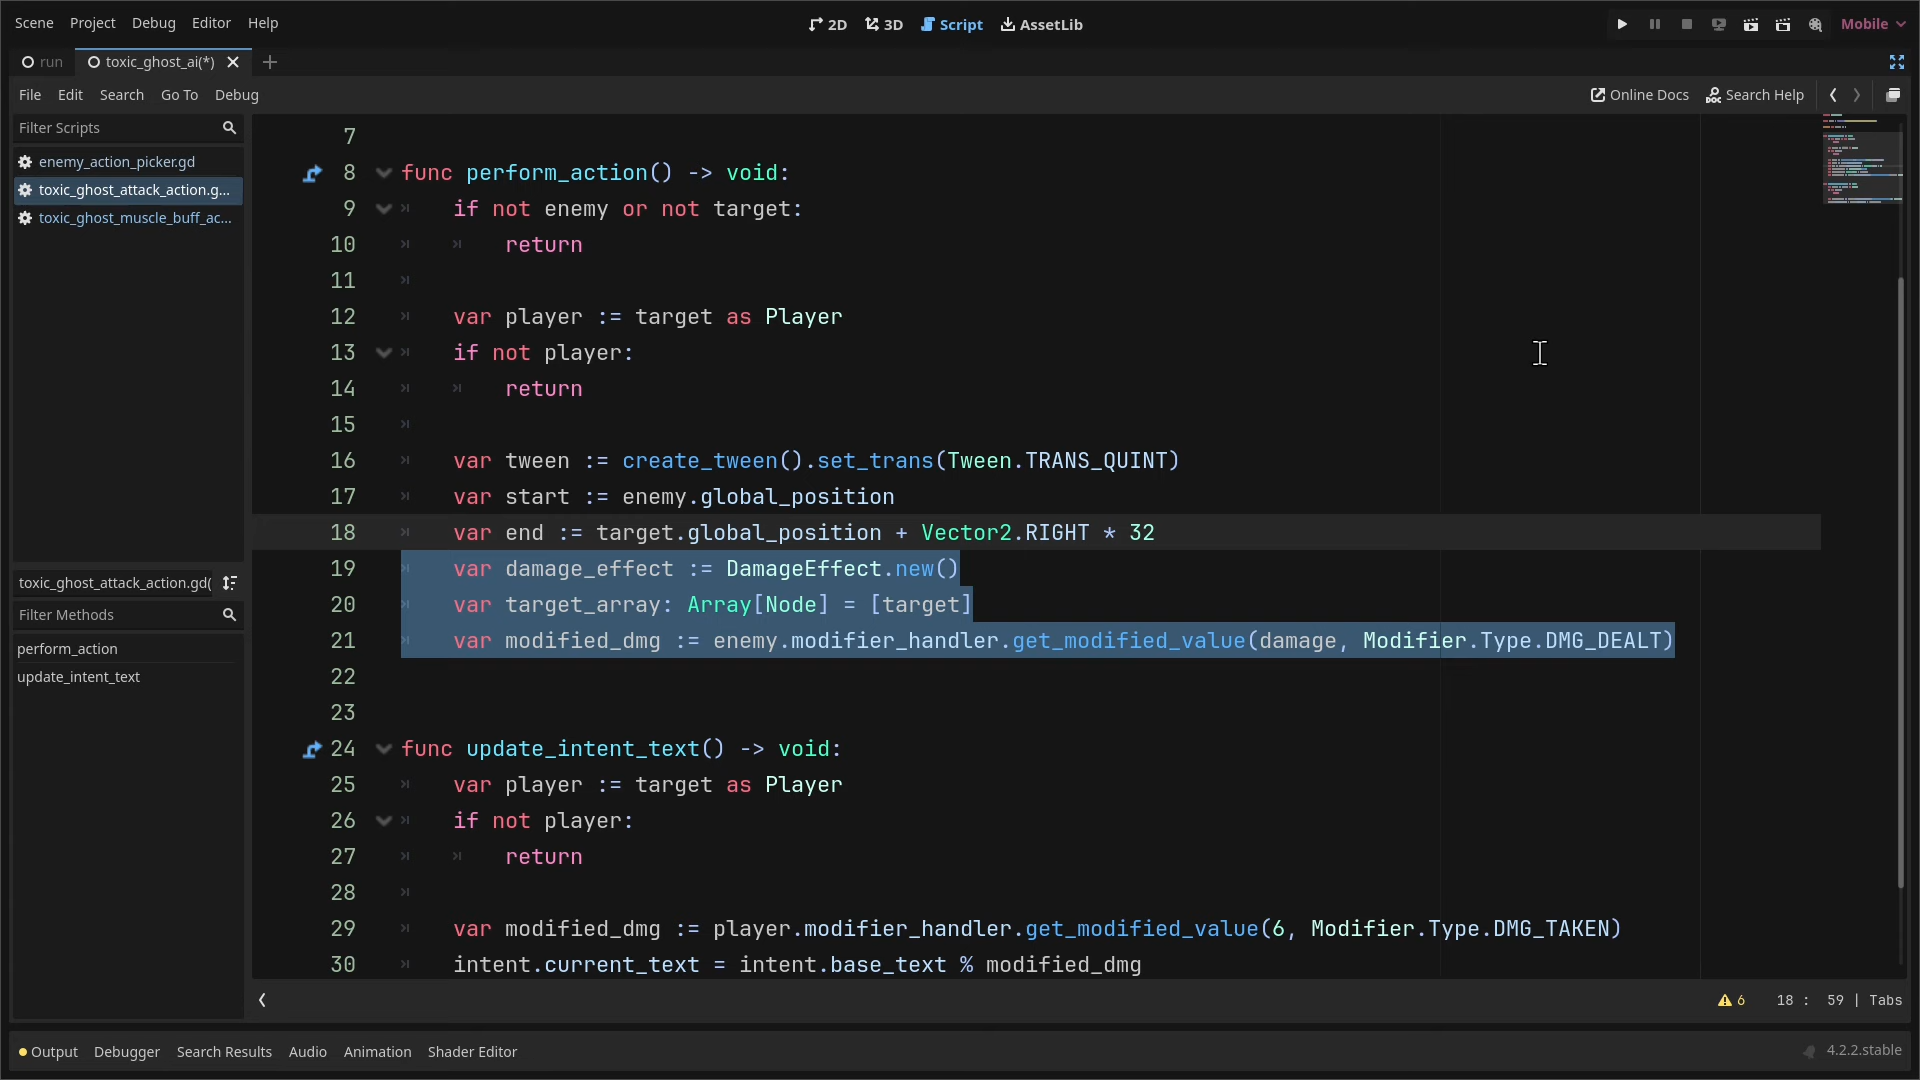 Scene Project Debug Editor Help 2D 3D Script AssetLib Mobile
run toxic_ghost_ai(*)
File Edit Search Go To Debug Online Docs Search Help
Filter Scripts
enemy_action_picker.gd
toxic_ghost_attack_action.g...
toxic_ghost_muscle_buff_ac...
toxic_ghost_attack_action.gd(
Filter Methods
perform_action
update_intent_text
7
8 func perform_action() -> void:
9 if not enemy or not target:
10 return
11
12 var player := target as Player
13 if not player:
14 return
15
16 var tween := create_tween().set_trans(Tween.TRANS_QUINT)
17 var start := enemy.global_position
18 var end := target.global_position + Vector2.RIGHT * 32
19 var damage_effect := DamageEffect.new()
20 var target_array: Array[Node] = [target]
21 var modified_dmg := enemy.modifier_handler.get_modified_value(damage, Modifier.Type.DMG_DEALT)
22
23
24 func update_intent_text() -> void:
25 var player := target as Player
26 if not player:
27 return
28
29 var modified_dmg := player.modifier_handler.get_modified_value(6, Modifier.Type.DMG_TAKEN)
30 intent.current_text = intent.base_text % modified_dmg
6 18 : 59 | Tabs
Output Debugger Search Results Audio Animation Shader Editor 4.2.2.stable